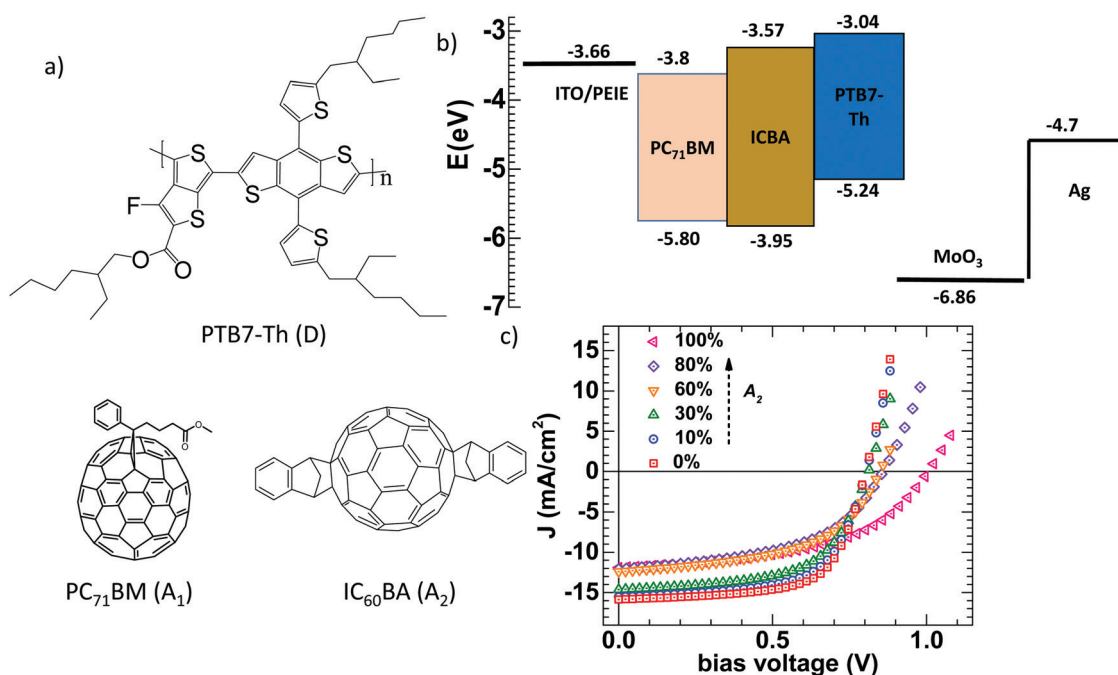 a)
S
S
S
S
S
S
F
O
O
n
PTB7-Th (D)
O
O
PC71BM (A1)
IC60BA (A2)
b)
E(eV)
-3
-4
-5
-6
-7
-3.66
ITO/PEIE
-3.8
PC71BM
-5.80
-3.57
ICBA
-3.95
-3.04
PTB7-
Th
-5.24
MoO3
-6.86
-4.7
Ag
c)
J (mA/cm2)
15
10
5
0
-5
-10
-15
100%
80%
60%
30%
10%
0%
A2
0.0
0.5
1.0
bias voltage (V)